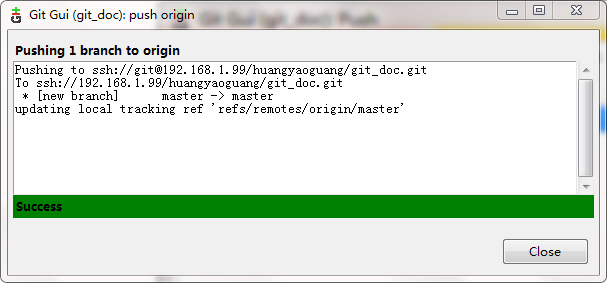 Git Gui (git_doc): push origin
Pushing 1 branch to origin
Pushing to ssh://git@192.168.1.99/huangyaoguang/git_doc.git
To ssh://192.168.1.99/huangyaoguang/git_doc.git
 * [new branch]      master -> master
updating local tracking ref 'refs/remotes/origin/master'
Success
Close